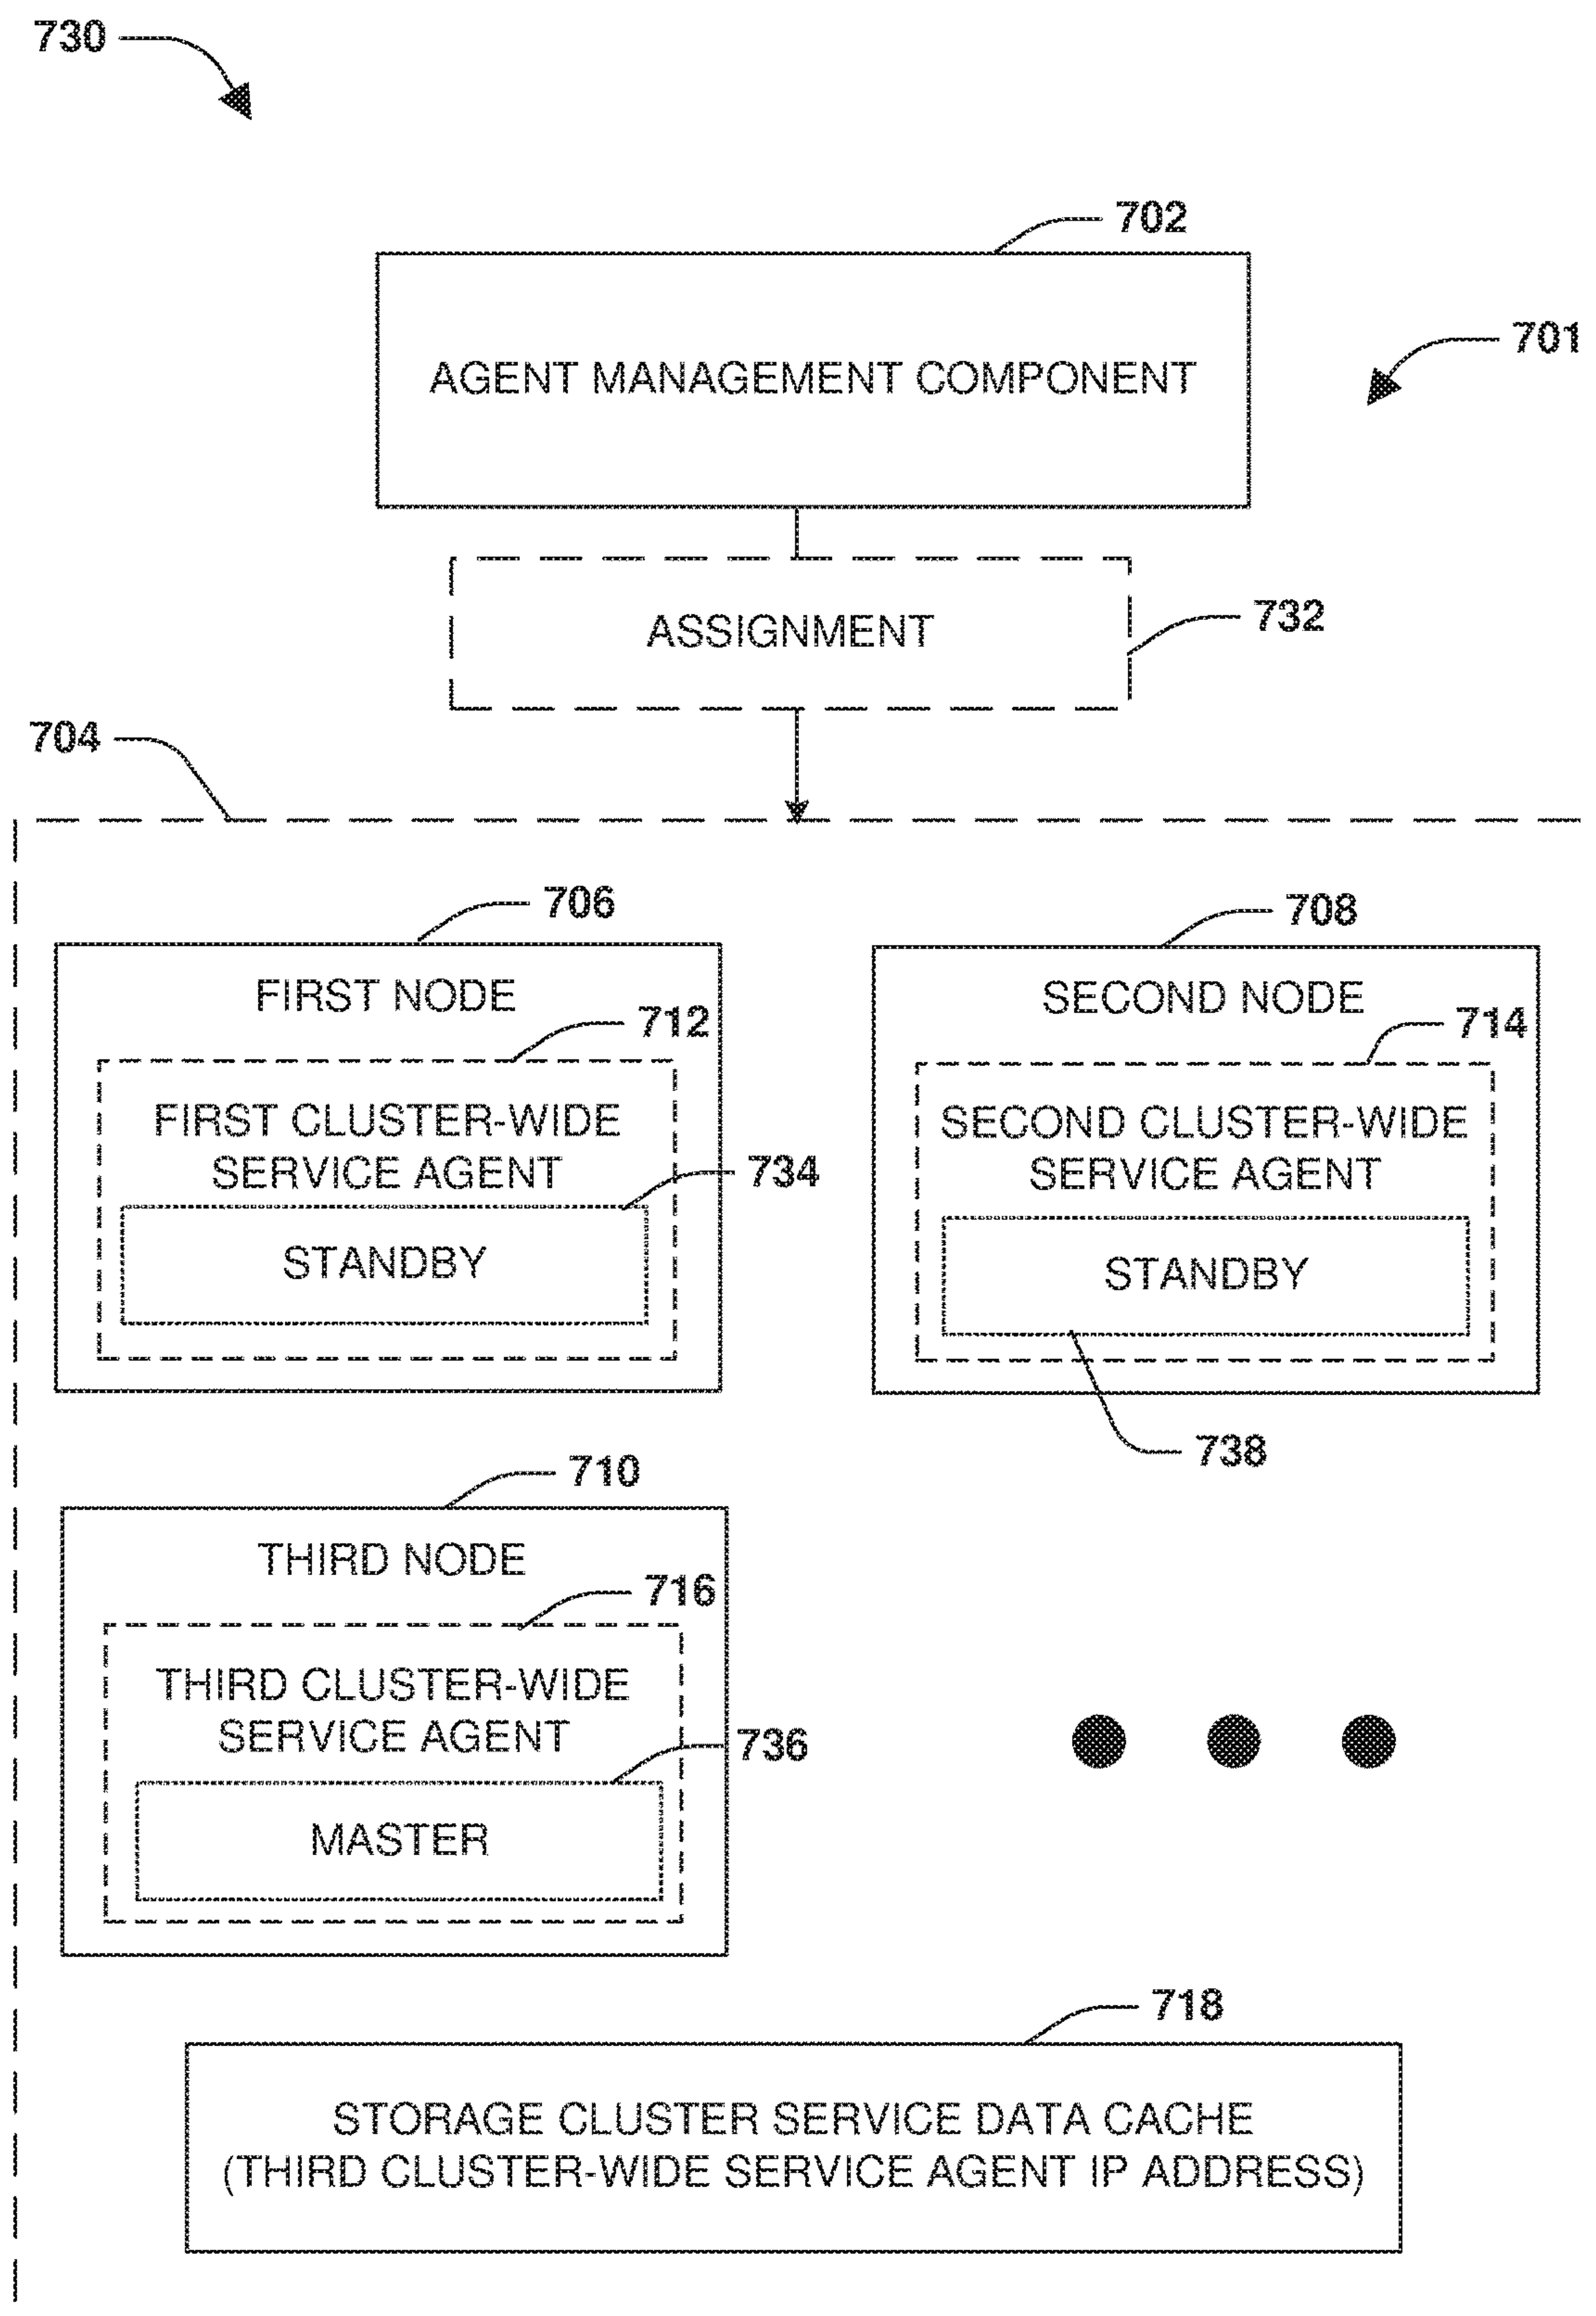 730
702
701
AGENT MANAGEMENT COMPONENT
ASSIGNMENT
732
704
706
708
FIRST NODE
SECOND NODE
712
714
FIRST CLUSTER-WIDE
SERVICE AGENT
SECOND CLUSTER-WIDE
SERVICE AGENT
734
STANDBY
STANDBY
738
710
THIRD NODE
716
THIRD CLUSTER-WIDE
SERVICE AGENT
736
MASTER
718
STORAGE CLUSTER SERVICE DATA CACHE
(THIRD CLUSTER-WIDE SERVICE AGENT IP ADDRESS)